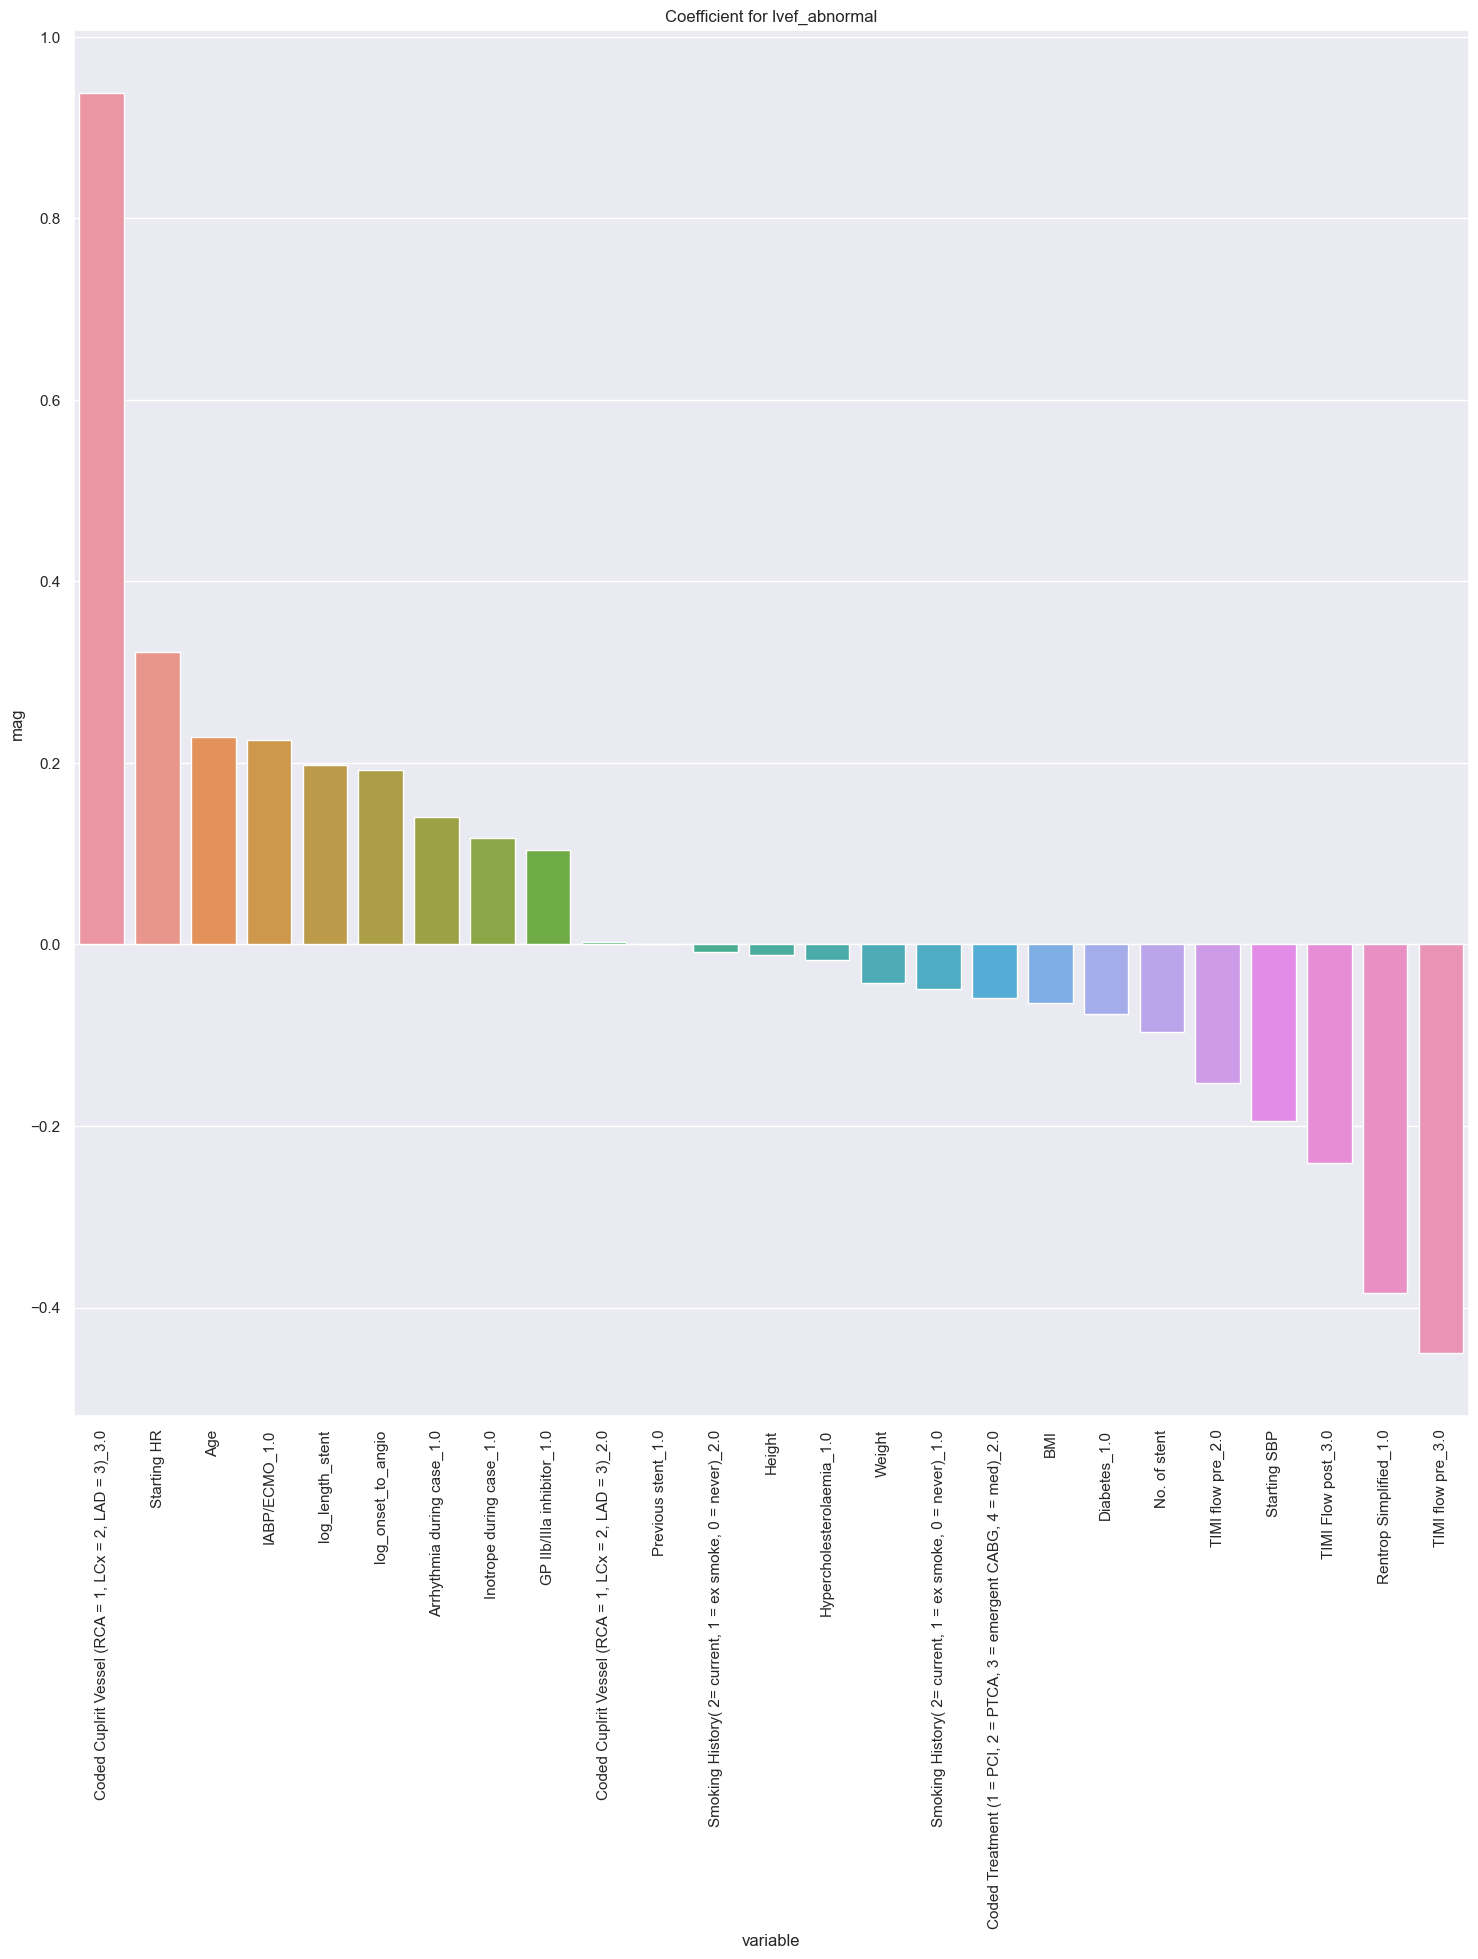 Coefficient for lvef_abnormal
1.0
0.8
0.6
0.4
0.2
0.0
−0.2
−0.4
mag
Coded Cuplrit Vessel (RCA = 1, LCx = 2, LAD = 3)_3.0
Starting HR
Age
IABP/ECMO_1.0
log_length_stent
log_onset_to_angio
Arrhythmia during case_1.0
Inotrope during case_1.0
GP IIb/IIIa inhibitor_1.0
Coded Cuplrit Vessel (RCA = 1, LCx = 2, LAD = 3)_2.0
Previous stent_1.0
Smoking History( 2= current, 1 = ex smoke, 0 = never)_2.0
Height
Hypercholesterolaemia_1.0
Weight
Smoking History( 2= current, 1 = ex smoke, 0 = never)_1.0
Coded Treatment (1 = PCI, 2 = PTCA, 3 = emergent CABG, 4 = med)_2.0
BMI
Diabetes_1.0
No. of stent
TIMI flow pre_2.0
Starting SBP
TIMI Flow post_3.0
Rentrop Simplified_1.0
TIMI flow pre_3.0
variable